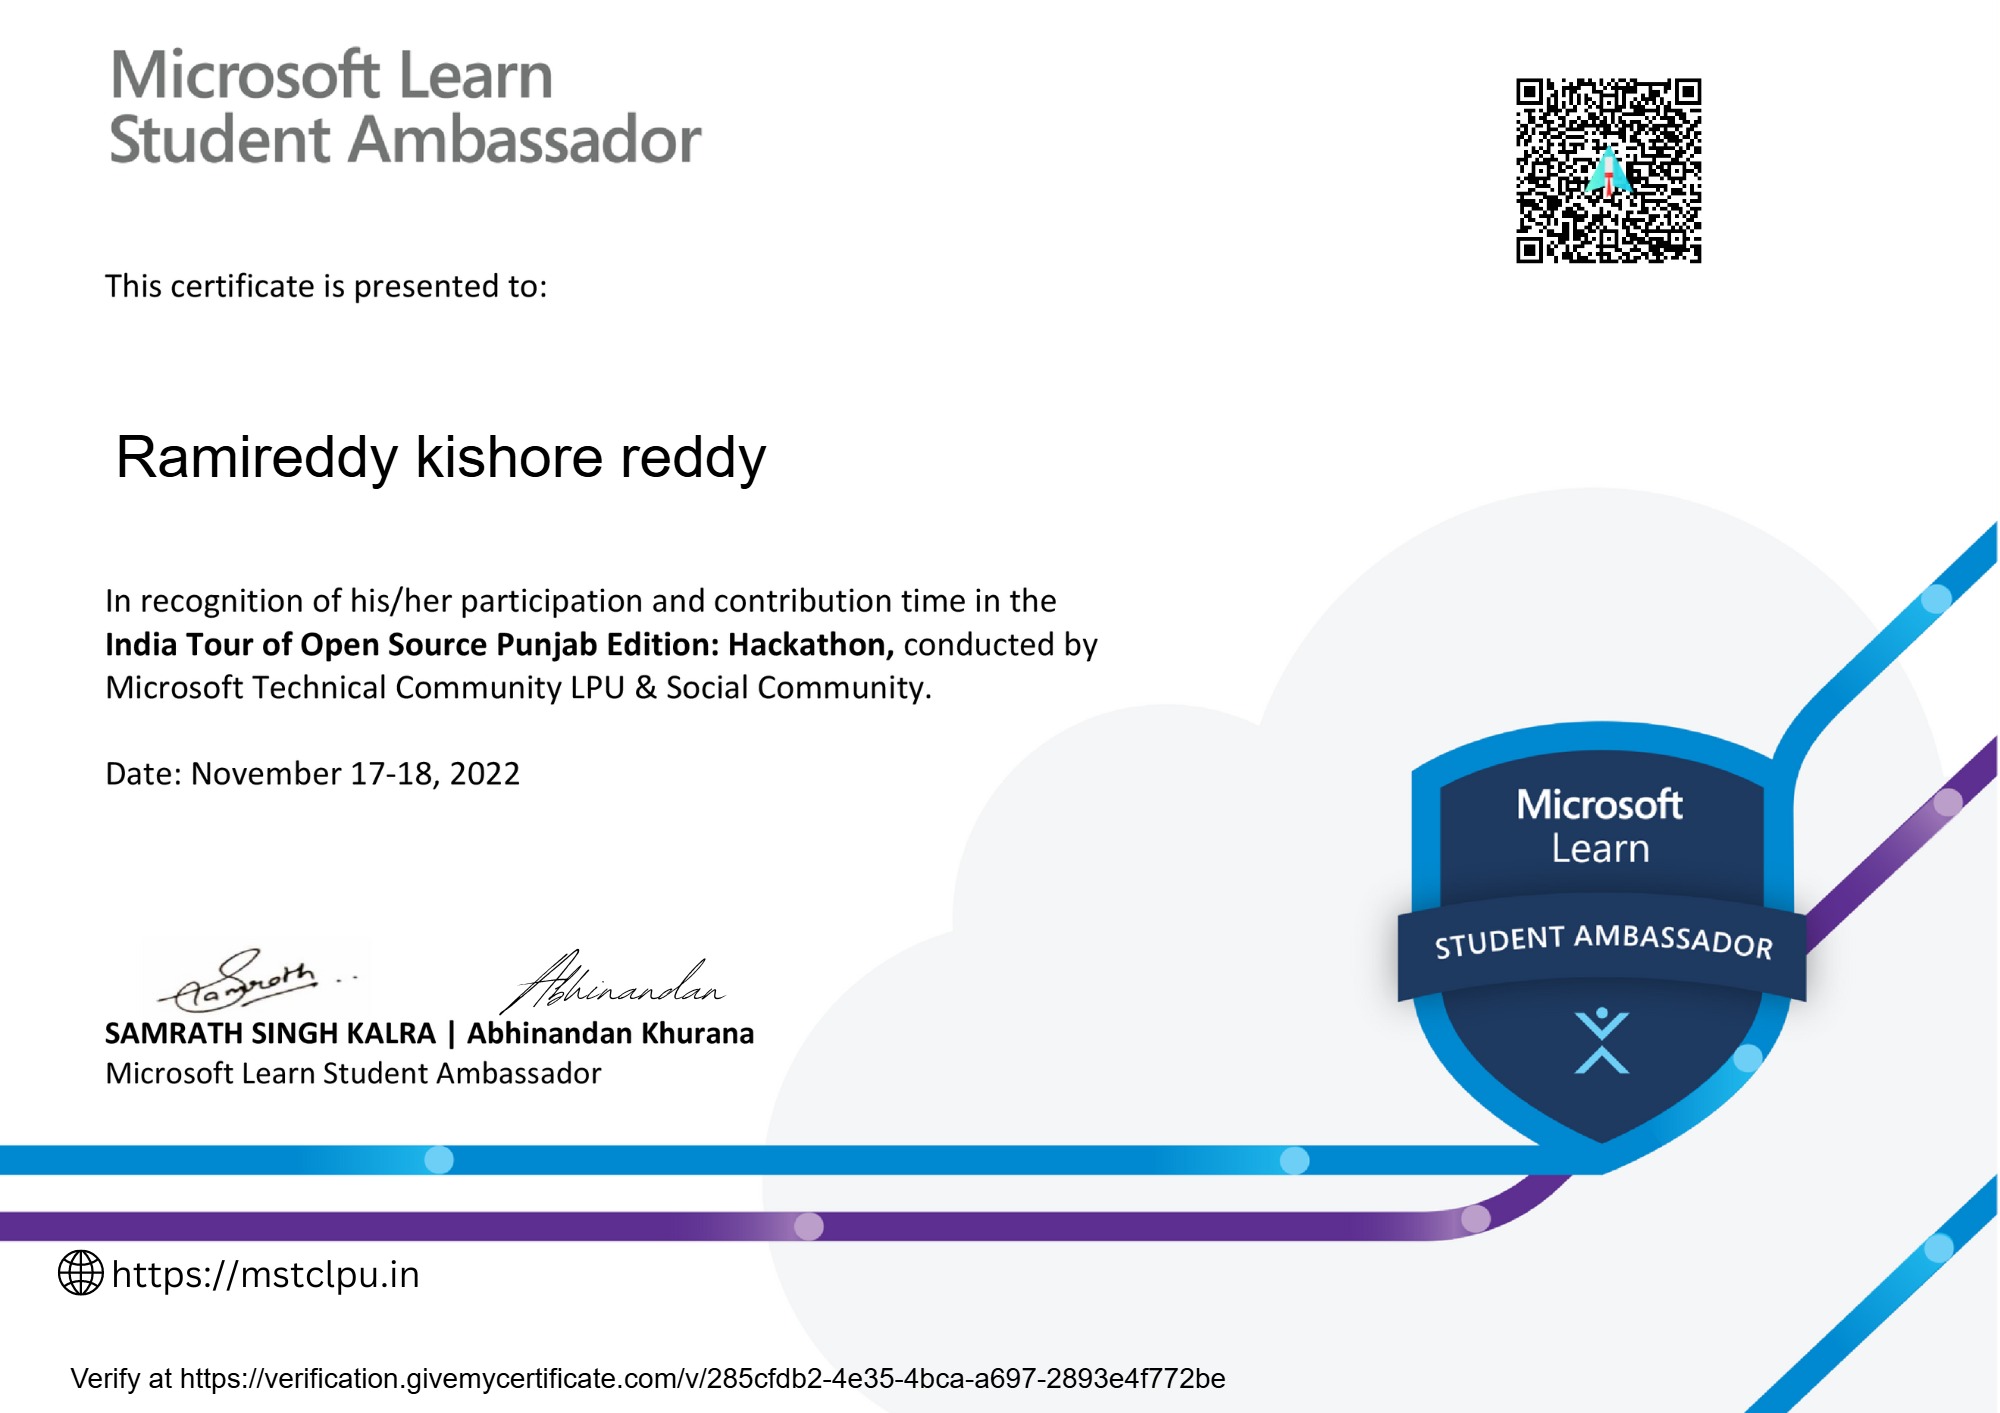 Microsoft Learn
Student Ambassador
This certificate is presented to:
Ramireddy kishore reddy
In recognition of his/her participation and contribution time in the
India Tour of Open Source Punjab Edition: Hackathon, conducted by
Microsoft Technical Community LPU & Social Community.
Date: November 17-18, 2022
Microsoft
Learn
STUDENT AMBASSADOR
Samrath ..
Abhinandan
SAMRATH SINGH KALRA | Abhinandan Khurana
Microsoft Learn Student Ambassador
https://mstclpu.in
Verify at https://verification.givemycertificate.com/v/285cfdb2-4e35-4bca-a697-2893e4f772be